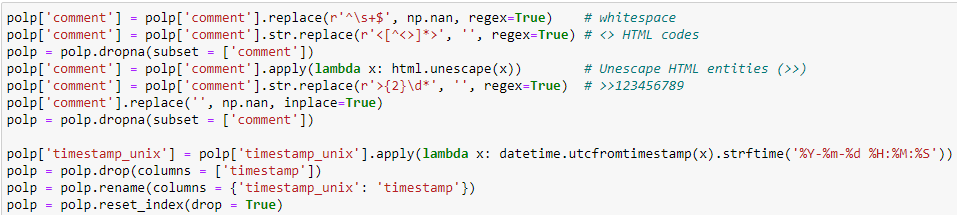 polp['comment'] = polp['comment'].replace(r'^\s+$', np.nan, regex=True)    # whitespace
polp['comment'] = polp['comment'].str.replace(r'<[^<>]*>', '', regex=True) # <> HTML codes
polp = polp.dropna(subset = ['comment'])
polp['comment'] = polp['comment'].apply(lambda x: html.unescape(x))        # Unescape HTML entities (>>)
polp['comment'] = polp['comment'].str.replace(r'>{2}\d*', '', regex=True)  # >>123456789
polp['comment'].replace('', np.nan, inplace=True)
polp = polp.dropna(subset = ['comment'])

polp['timestamp_unix'] = polp['timestamp_unix'].apply(lambda x: datetime.utcfromtimestamp(x).strftime('%Y-%m-%d %H:%M:%S'))
polp = polp.drop(columns = ['timestamp'])
polp = polp.rename(columns = {'timestamp_unix': 'timestamp'})
polp = polp.reset_index(drop = True)